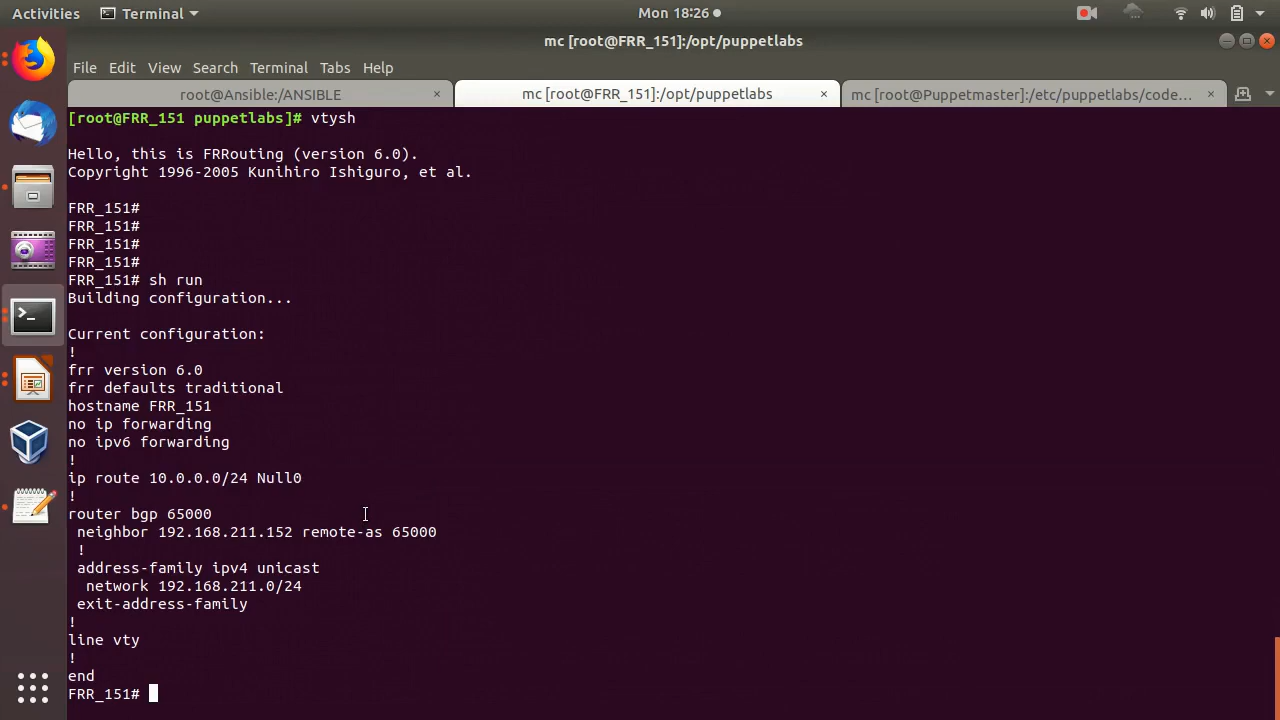 Activities
Terminal
Mon 18:26
mc [root@FRR_151]:/opt/puppetlabs
File Edit View Search Terminal Tabs Help
root@Ansible:/ANSIBLE ×
mc [root@FRR_151]:/opt/puppetlabs ×
mc [root@Puppetmaster]:/etc/puppetlabs/code... ×
[root@FRR_151 puppetlabs]# vtysh
Hello, this is FRRouting (version 6.0).
Copyright 1996-2005 Kunihiro Ishiguro, et al.
FRR_151#
FRR_151#
FRR_151#
FRR_151#
FRR_151# sh run
Building configuration...
Current configuration:
!
frr version 6.0
frr defaults traditional
hostname FRR_151
no ip forwarding
no ipv6 forwarding
!
ip route 10.0.0.0/24 Null0
!
router bgp 65000
neighbor 192.168.211.152 remote-as 65000
!
address-family ipv4 unicast
network 192.168.211.0/24
exit-address-family
!
line vty
!
end
FRR_151#